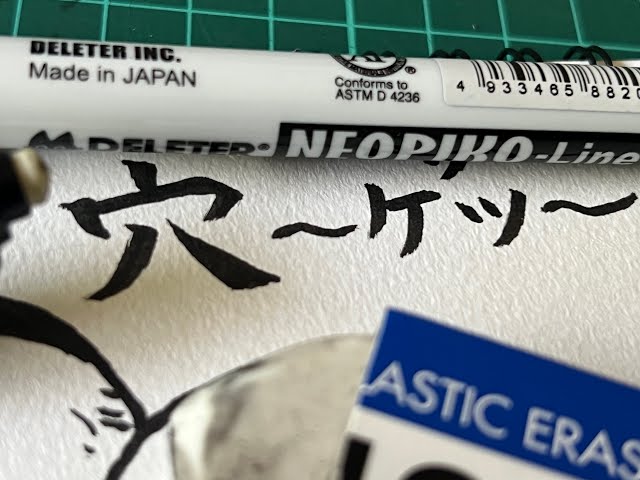 DELETER INC.
Made in JAPAN
Conforms to
ASTM D 4236
4 933465 8820
DELETER® NEOPIKO-Line
穴〜ケツ〜
ASTIC ERAS